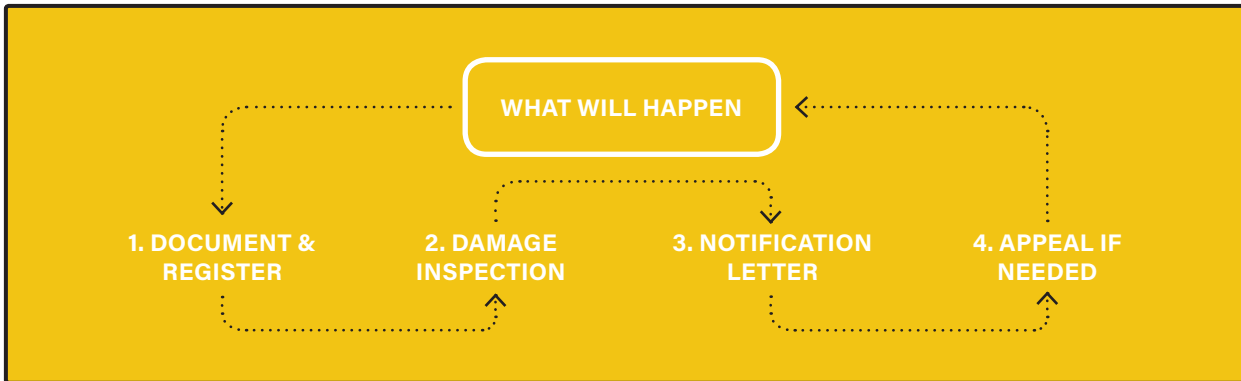 WHAT WILL HAPPEN
1. DOCUMENT &
REGISTER
2. DAMAGE
INSPECTION
3. NOTIFICATION
LETTER
4. APPEAL IF
NEEDED